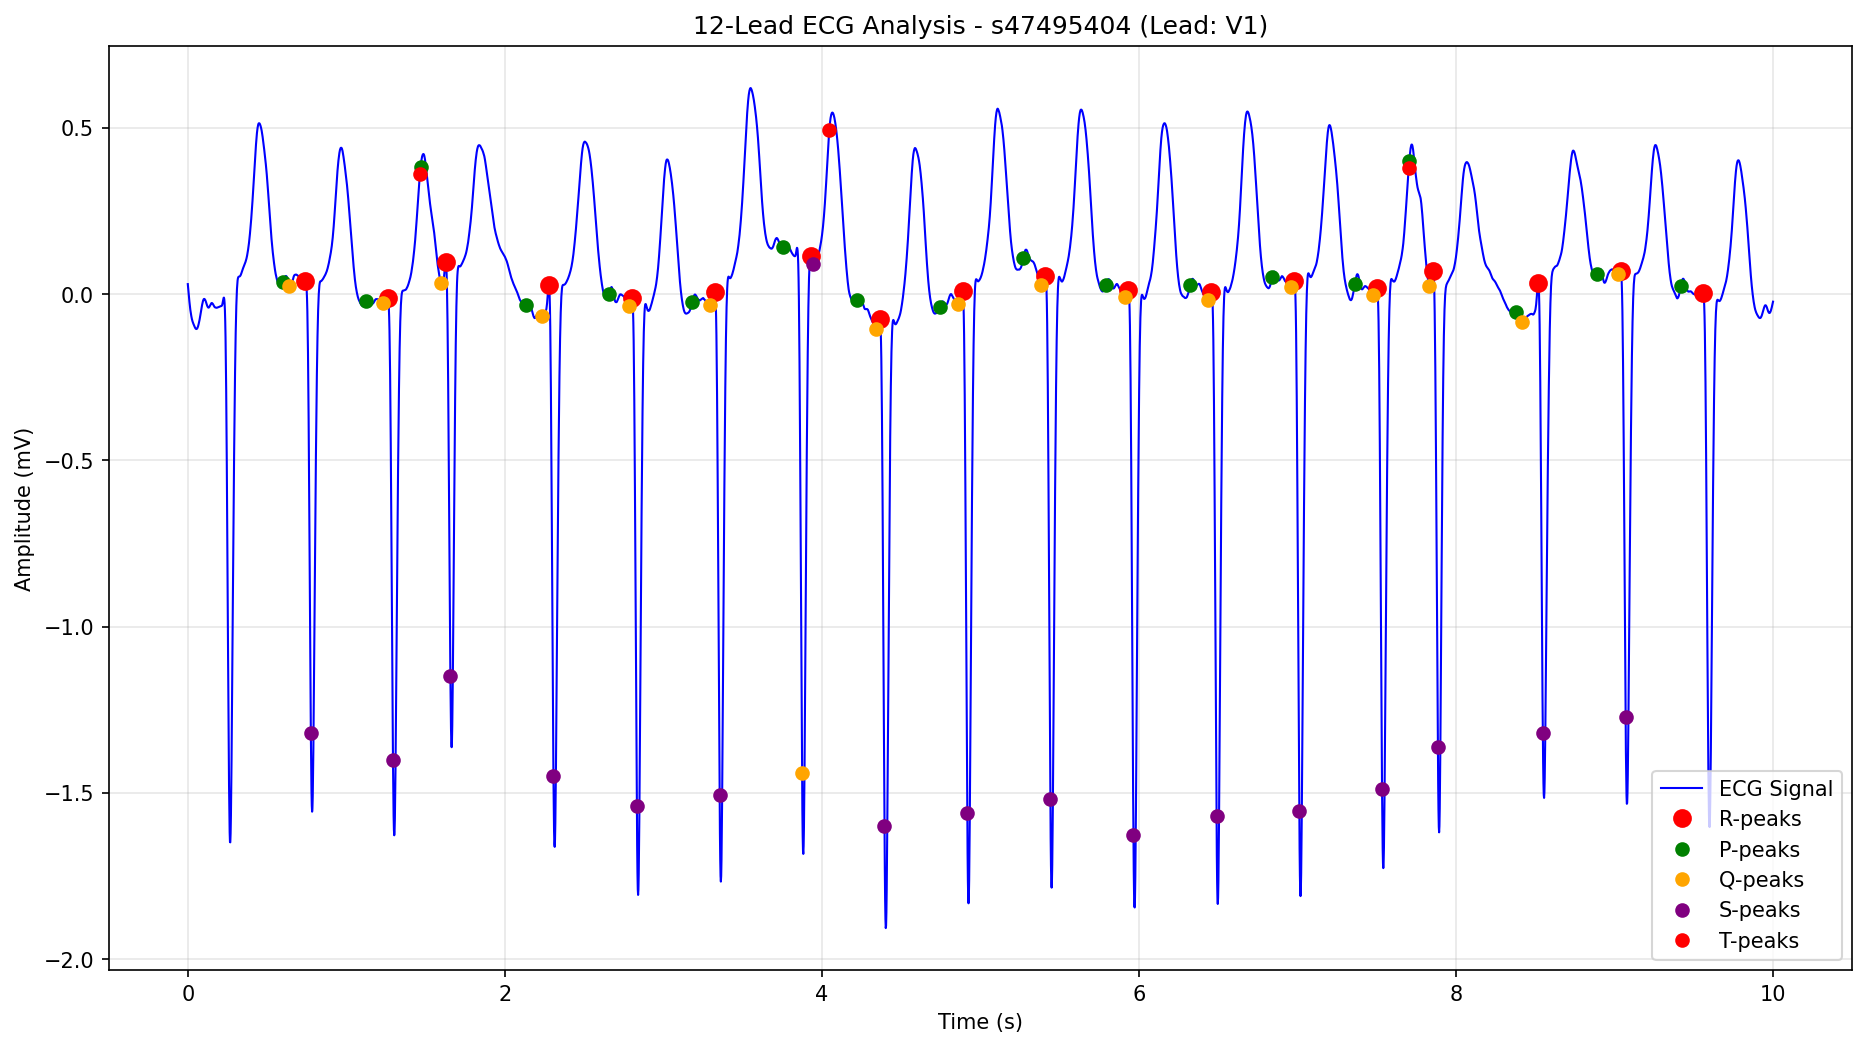 12-Lead ECG Analysis - s47495404 (Lead: V1)
Amplitude (mV)
0.5
0.0
−0.5
−1.0
−1.5
−2.0
0
2
4
6
8
10
Time (s)
ECG Signal
R-peaks
P-peaks
Q-peaks
S-peaks
T-peaks